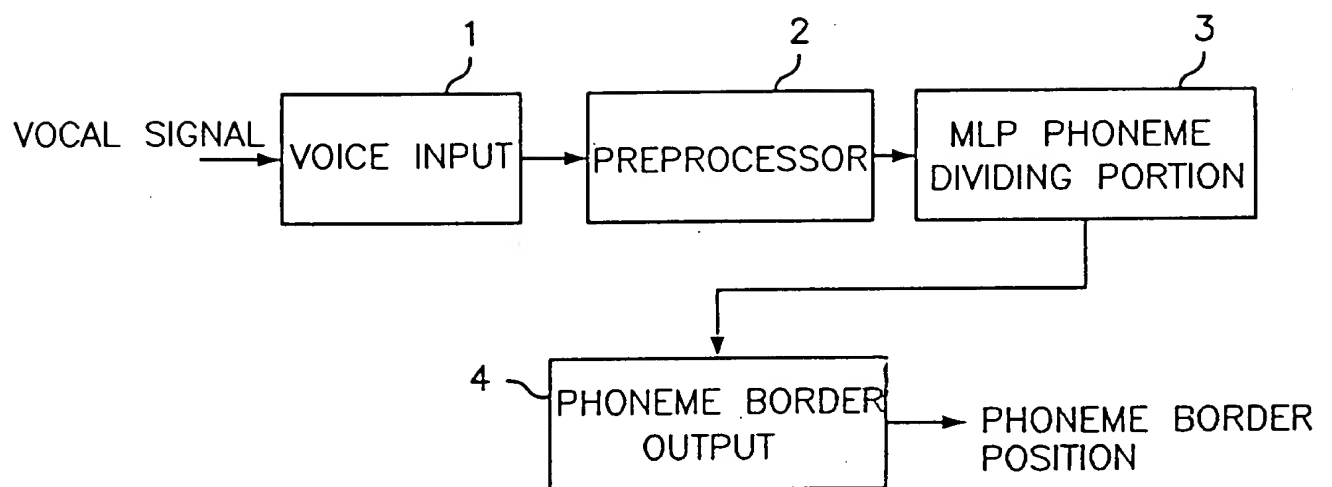 1
2
3
VOCAL SIGNAL
VOICE INPUT
PREPROCESSOR
MLP PHONEME
DIVIDING PORTION
4
PHONEME BORDER
OUTPUT
PHONEME BORDER
POSITION